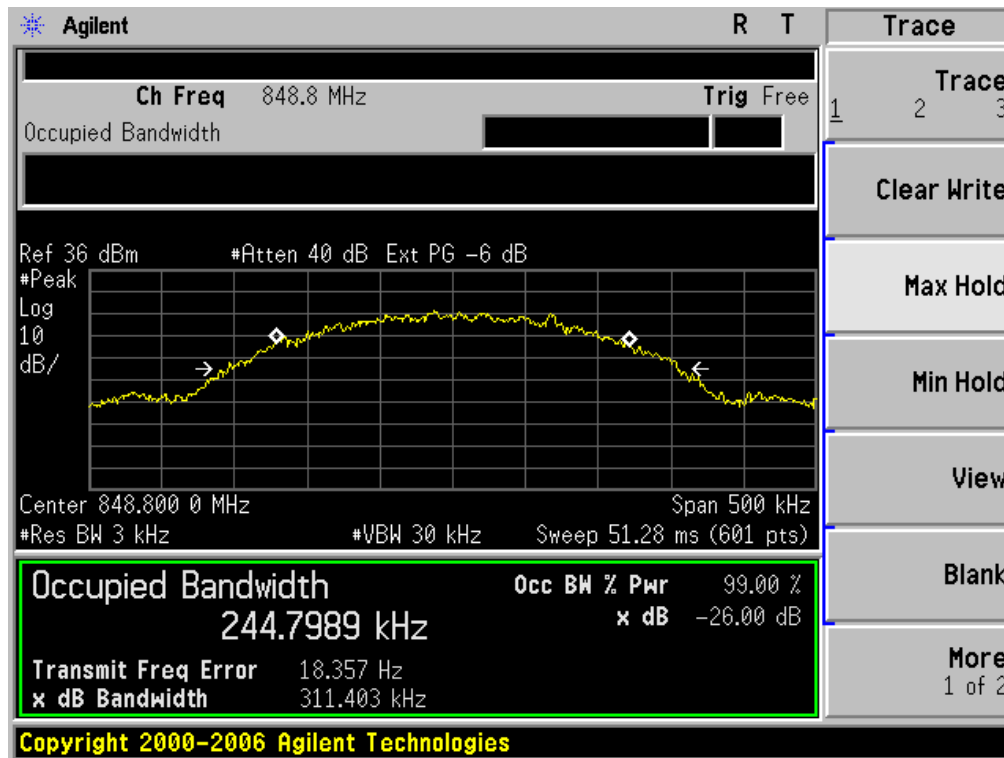 Agilent R T
Ch Freq 848.8 MHz Trig Free
Occupied Bandwidth
Ref 36 dBm #Atten 40 dB Ext PG -6 dB
#Peak
Log
10
dB/
Center 848.800 0 MHz Span 500 kHz
#Res BW 3 kHz #VBW 30 kHz Sweep 51.28 ms (601 pts)
Occupied Bandwidth
244.7989 kHz
Occ BW % Pwr 99.00 %
x dB -26.00 dB
Transmit Freq Error 18.357 Hz
x dB Bandwidth 311.403 kHz
Copyright 2000-2006 Agilent Technologies
Trace
Trace
1 2 3
Clear Write
Max Hold
Min Hold
View
Blank
More
1 of 2